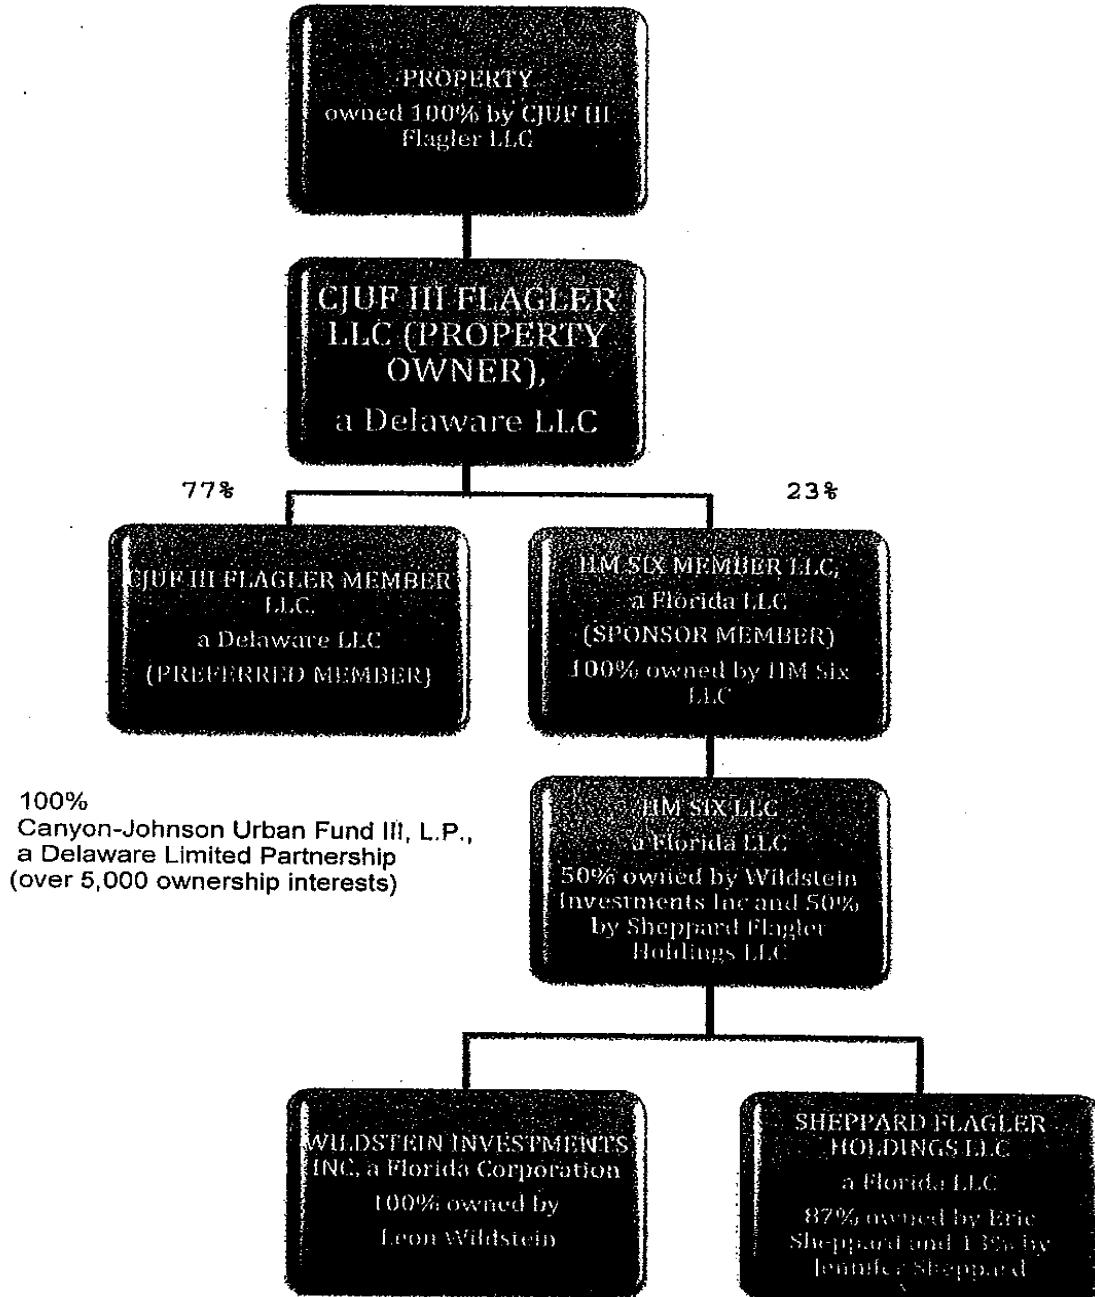 PROPERTY
owned 100% by CJUF III
Flagler LLC
CJUF III FLAGLER
LLC (PROPERTY
OWNER),
a Delaware LLC
77%
23%
CJUF III FLAGLER MEMBER
LLC,
a Delaware LLC
(PREFERRED MEMBER)
HM SIX MEMBER LLC,
a Florida LLC
(SPONSOR MEMBER)
100% owned by HM Six
LLC
100%
Canyon-Johnson Urban Fund III, L.P.,
a Delaware Limited Partnership
(over 5,000 ownership interests)
HM SIX LLC
a Florida LLC
50% owned by Wildstein
Investments Inc and 50%
by Sheppard Flagler
Holdings LLC
WILDSTEIN INVESTMENTS
INC, a Florida Corporation
100% owned by
Leon Wildstein
SHEPPARD FLAGLER
HOLDINGS LLC
a Florida LLC
87% owned by Eric
Sheppard and 13% by
Jennifer Sheppard